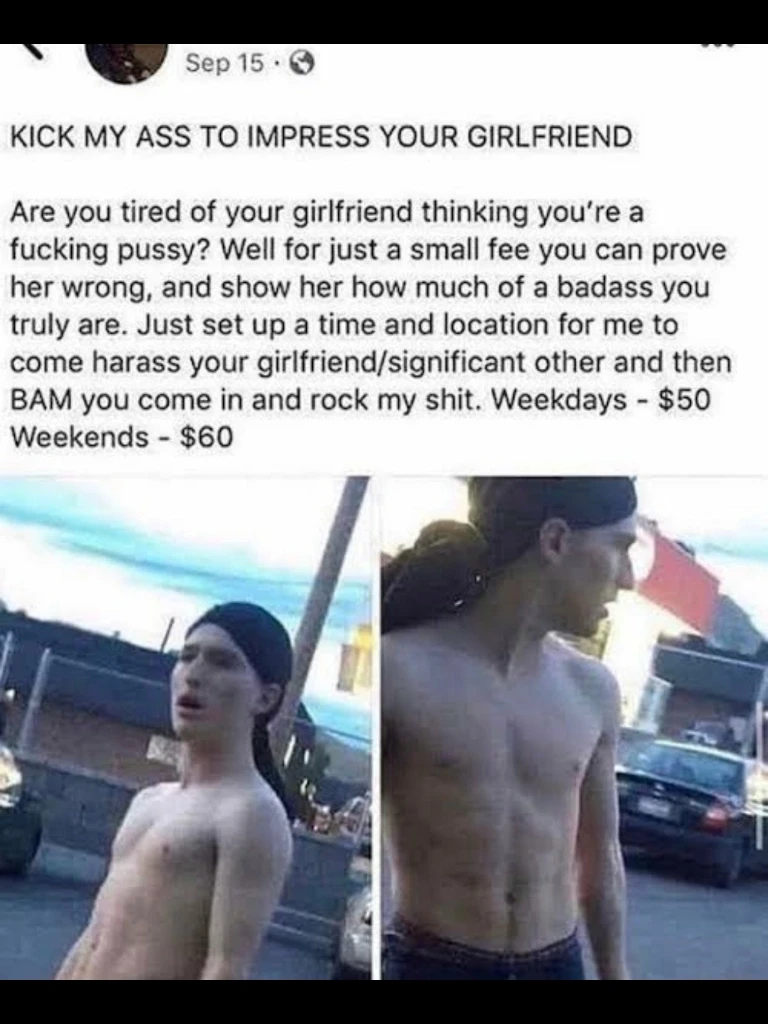 Sep 15 ·
KICK MY ASS TO IMPRESS YOUR GIRLFRIEND
Are you tired of your girlfriend thinking you're a
fucking pussy? Well for just a small fee you can prove
her wrong, and show her how much of a badass you
truly are. Just set up a time and location for me to
come harass your girlfriend/significant other and then
BAM you come in and rock my shit. Weekdays - $50
Weekends - $60